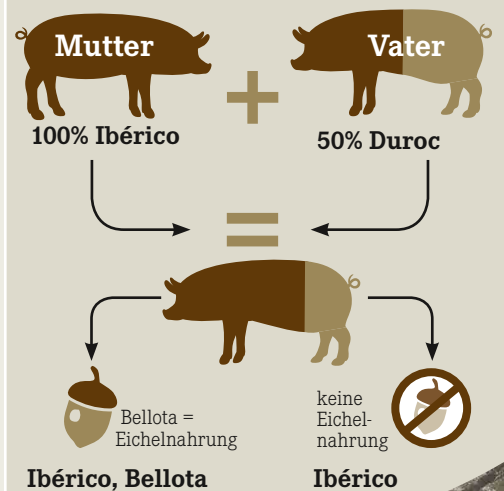 Mutter
Vater
+
100% Ibérico
50% Duroc
=
Bellota =
Eichelnahrung
keine
Eichel-
nahrung
Ibérico, Bellota
Ibérico